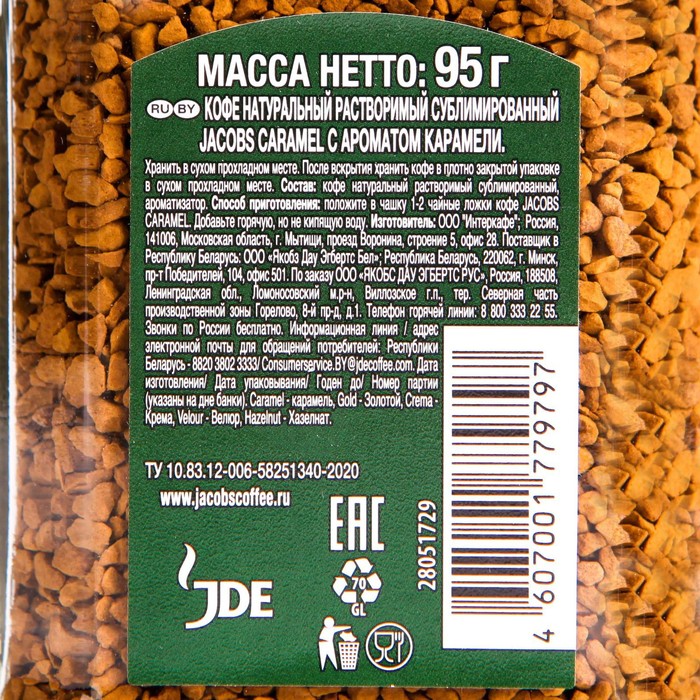 МАССА НЕТТО: 95 г
RU BY КОФЕ НАТУРАЛЬНЫЙ РАСТВОРИМЫЙ СУБЛИМИРОВАННЫЙ
JACOBS CARAMEL С АРОМАТОМ КАРАМЕЛИ.
Хранить в сухом прохладном месте. После вскрытия хранить кофе в плотно закрытой упаковке
в сухом прохладном месте. Состав: кофе натуральный растворимый сублимированный,
ароматизатор. Способ приготовления: положите в чашку 1-2 чайные ложки кофе JACOBS
CARAMEL. Добавьте горячую, но не кипящую воду. Изготовитель: ООО "Интеркафе"; Россия,
141006, Московская область, г. Мытищи, проезд Воронина, строение 5, офис 28. Поставщик в
Республику Беларусь: ООО «Якобз Дау Эгбертс Бел»; Республика Беларусь, 220062, г. Минск,
пр-т Победителей, 104, офис 501. По заказу ООО «ЯКОБС ДАУ ЭГБЕРТС РУС», Россия, 188508,
Ленинградская обл., Ломоносовский м.р-н, Виллозское г.п., тер. Северная часть
производственной зоны Горелово, 8-й пр-д, д.1. Телефон горячей линии: 8 800 333 22 55.
Звонки по России бесплатно. Информационная линия / адрес
электронной почты для обращений потребителей: Республики
Беларусь - 8820 3802 3333/ Consumerservice.BY@jdecoffee.com. Дата
изготовления/ Дата упаковывания/ Годен до/ Номер партии
(указаны на дне банки). Caramel - карамель, Gold - Золотой, Crema -
Крема, Velour - Велюр, Hazelnut - Хазелнат.
ТУ 10.83.12-006-58251340-2020
www.jacobscoffee.ru
EAC
JDE
70
GL
28051729
4 607001 779797